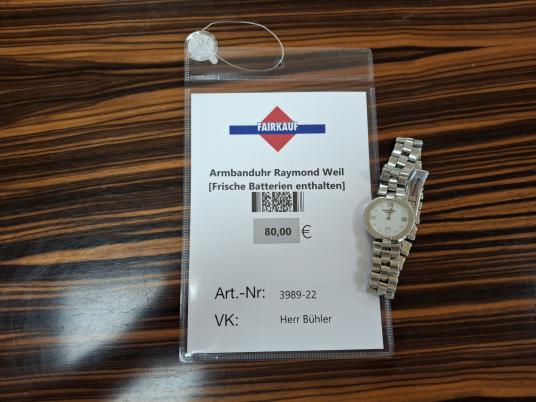 FAIRKAUF
Armbanduhr Raymond Weil
[Frische Batterien enthalten]
80,00 €
Art.-Nr: 3989-22
VK: Herr Bühler